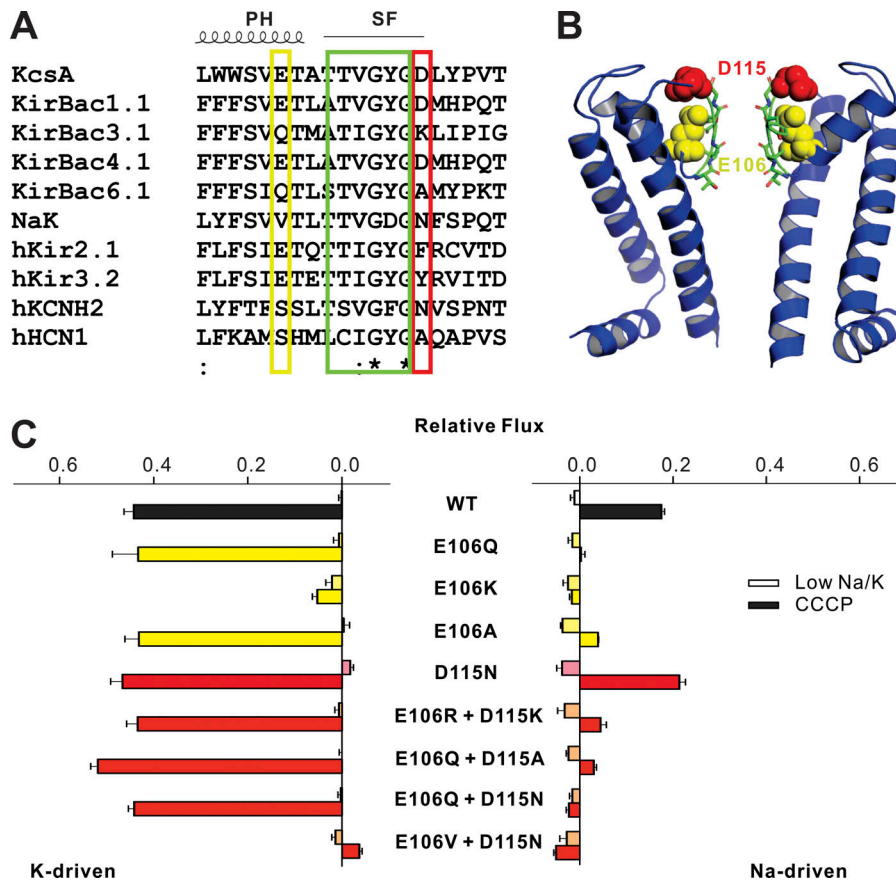 A
PH SF
KcsA LWWSVETATTVGYGDLYPVT
KirBac1.1 FFFSVETLATVGYGDMHPQT
KirBac3.1 FFFSVQTMATIGYGKLIPIG
KirBac4.1 FFFSVETLATVGYGDMHPQT
KirBac6.1 FFFSIQTLSTVGYGAMYPKT
NaK LYFSVVTLTTVGDGNFSPQT
hKir2.1 FLFSIETQTTIGYGFRCVTD
hKir3.2 FLFSIETETTIGYGYRVITD
hKCNH2 LYFTFSSLTSVGFGNVSPNT
hHCN1 LFKAMSHMLCIGYGAQAPVS
: :* *
B
D115
E106
C
Relative Flux
0.6 0.4 0.2 0.0 0.0 0.2 0.4 0.6
WT
E106Q
E106K
E106A
D115N
E106R + D115K
E106Q + D115A
E106Q + D115N
E106V + D115N
Low Na/K
CCCP
K-driven Na-driven